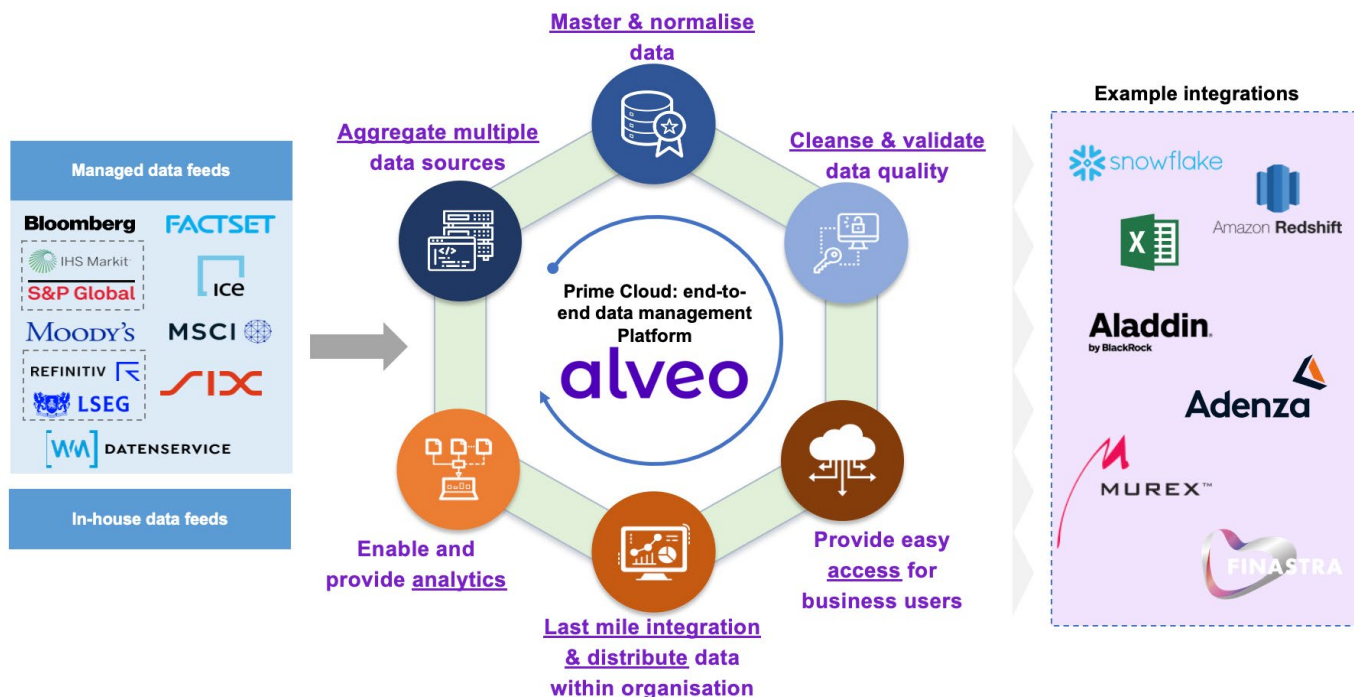 Managed data feeds
Bloomberg
FACTSET
IHS Markit
S&P Global
ice
MOODY'S
MSCI
REFINITIV
LSEG
SIX
[WM] DATENSERVICE
In-house data feeds
Master & normalise
data
Aggregate multiple
data sources
Cleanse & validate
data quality
Prime Cloud: end-to-
end data management
Platform
alveo
Enable and
provide analytics
Last mile integration
& distribute data
within organisation
Provide easy
access for
business users
Example integrations
snowflake
Amazon Redshift
X
Aladdin.
by BlackRock
Adenza
MUREX™
FINASTRA